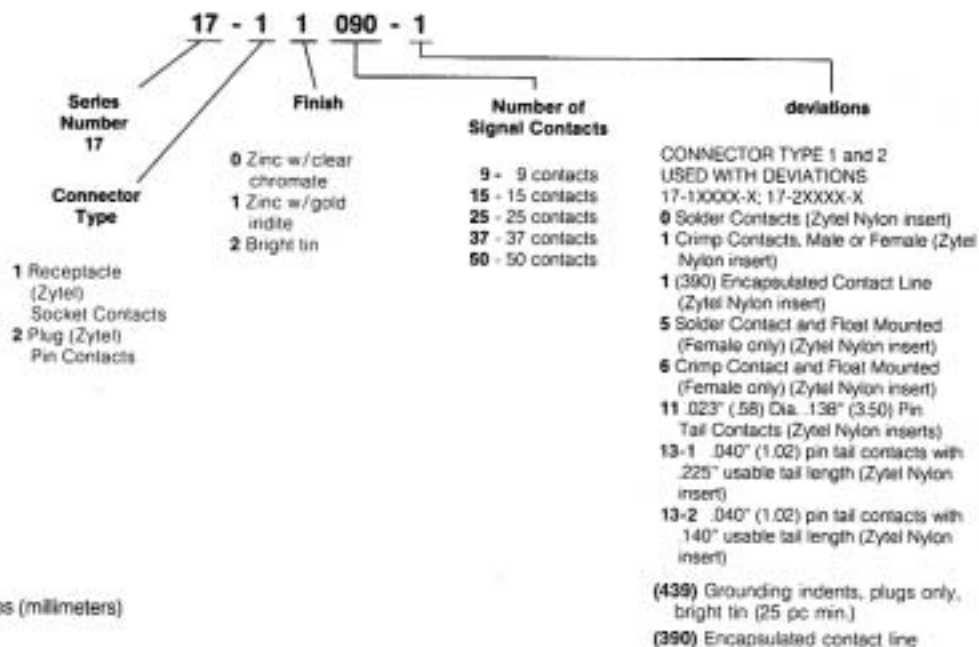 17 - 1 1 090 - 1
Series
Number
17
Connector
Type
1 Receptacle
(Zytel)
Socket Contacts
2 Plug (Zytel)
Pin Contacts
Finish
0 Zinc w/clear
chromate
1 Zinc w/gold
iridite
2 Bright tin
Number of
Signal Contacts
9 - 9 contacts
15 - 15 contacts
25 - 25 contacts
37 - 37 contacts
50 - 50 contacts
deviations
CONNECTOR TYPE 1 and 2
USED WITH DEVIATIONS
17-1XXXX-X; 17-2XXXX-X
0 Solder Contacts (Zytel Nylon insert)
1 Crimp Contacts, Male or Female (Zytel
Nylon insert)
1 (390) Encapsulated Contact Line
(Zytel Nylon insert)
5 Solder Contact and Float Mounted
(Female only) (Zytel Nylon insert)
6 Crimp Contact and Float Mounted
(Female only) (Zytel Nylon insert)
11 .023" (.58) Dia. .138" (3.50) Pin
Tail Contacts (Zytel Nylon inserts)
13-1 .040" (1.02) pin tail contacts with
.225" usable tail length (Zytel Nylon
insert)
13-2 .040" (1.02) pin tail contacts with
.140" usable tail length (Zytel Nylon
insert)
(439) Grounding indents, plugs only,
bright tin (25 pc min.)
(390) Encapsulated contact line
es (millimeters)